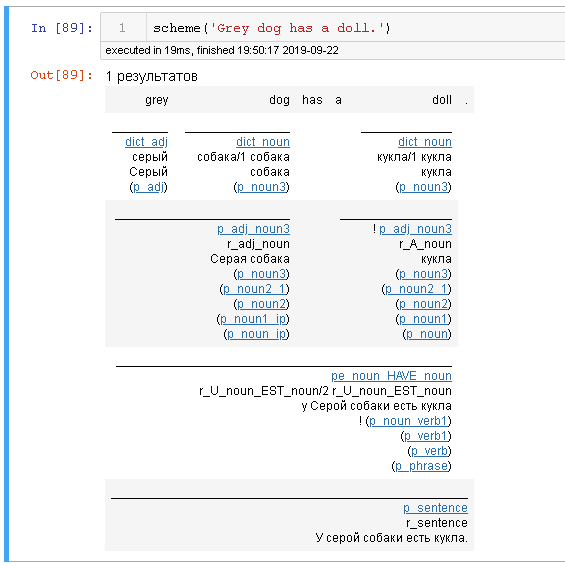 In [89]: 1 scheme('Grey dog has a doll.')
executed in 19ms, finished 19:50:17 2019-09-22
Out[89]: 1 результатов
grey dog has a doll .
dict_adj dict_noun dict_noun
серый собака/1 собака кукла/1 кукла
Серый собака кукла
(p_adj) (p_noun3) (p_noun3)
p_adj_noun3 ! p_adj_noun3
r_adj_noun r_A_noun
Серая собака кукла
(p_noun3) (p_noun3)
(p_noun2_1) (p_noun2_1)
(p_noun2) (p_noun2)
(p_noun1_ip) (p_noun1)
(p_noun_ip) (p_noun)
pe_noun_HAVE_noun
r_U_noun_EST_noun/2 r_U_noun_EST_noun
у Серой собаки есть кукла
! (p_noun_verb1)
(p_verb1)
(p_verb)
(p_phrase)
p_sentence
r_sentence
У серой собаки есть кукла.